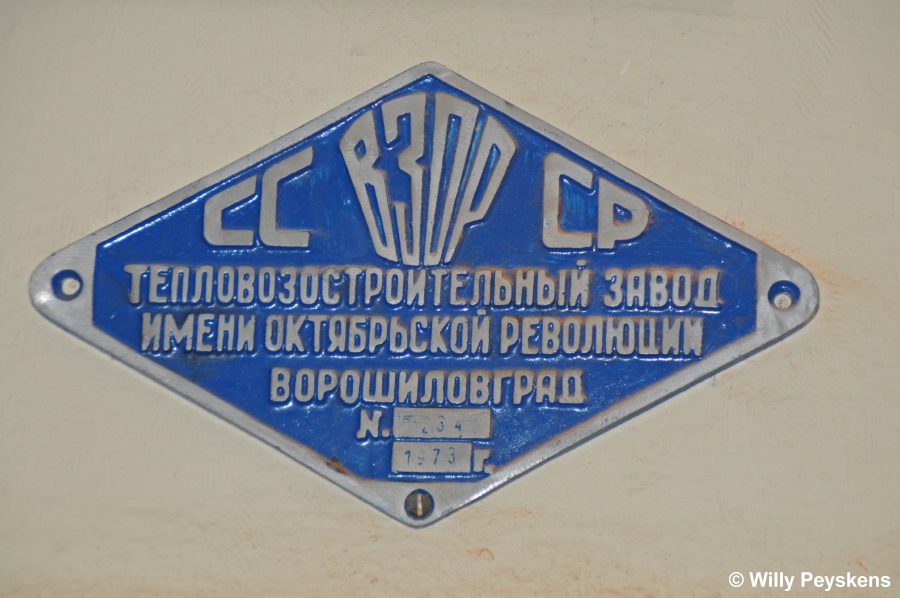 СС ВЗОР СР
ТЕПЛОВОЗОСТРОИТЕЛЬНЫЙ ЗАВОД
ИМЕНИ ОКТЯБРЬСКОЙ РЕВОЛЮЦИИ
ВОРОШИЛОВГРАД
N.
1973 г.
© Willy Peyskens